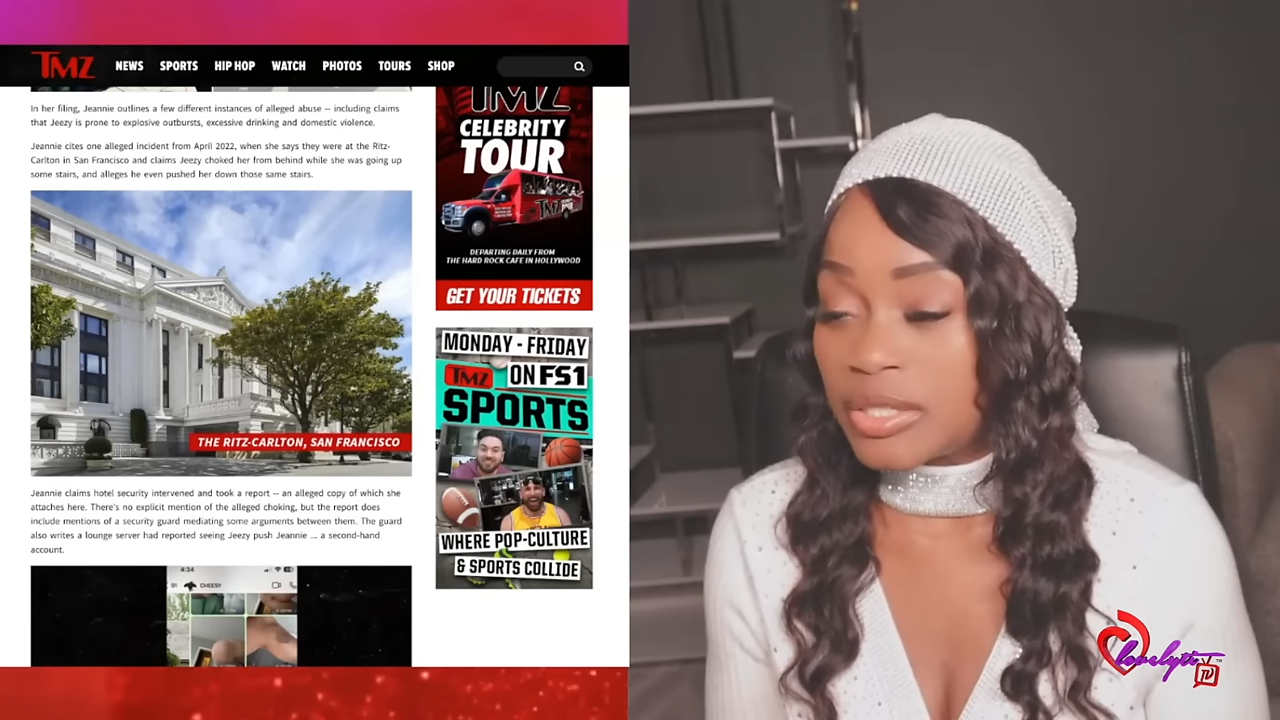 TMZ
NEWS SPORTS HIP HOP WATCH PHOTOS TOURS SHOP
In her filing, Jeannie outlines a few different instances of alleged abuse -- including claims
that Jeezy is prone to explosive outbursts, excessive drinking and domestic violence.
Jeannie cites one alleged incident from April 2022, when she says they were at the Ritz-
Carlton in San Francisco and claims Jeezy choked her from behind while she was going up
some stairs, and alleges he even pushed her down those same stairs.
THE RITZ-CARLTON, SAN FRANCISCO
Jeannie claims hotel security intervened and took a report -- an alleged copy of which she
attaches here. There's no explicit mention of the alleged choking, but the report does
include mentions of a security guard mediating some arguments between them. The guard
also writes a lounge server had reported seeing Jeezy push Jeannie ... a second-hand
account.
4:34
91 CHEESY
TMZ
CELEBRITY
TOUR
TMZ
DEPARTING DAILY FROM
THE HARD ROCK CAFE IN HOLLYWOOD
GET YOUR TICKETS
MONDAY - FRIDAY
TMZ ON FS1
SPORTS
WHERE POP-CULTURE
& SPORTS COLLIDE
lovelyti
TV